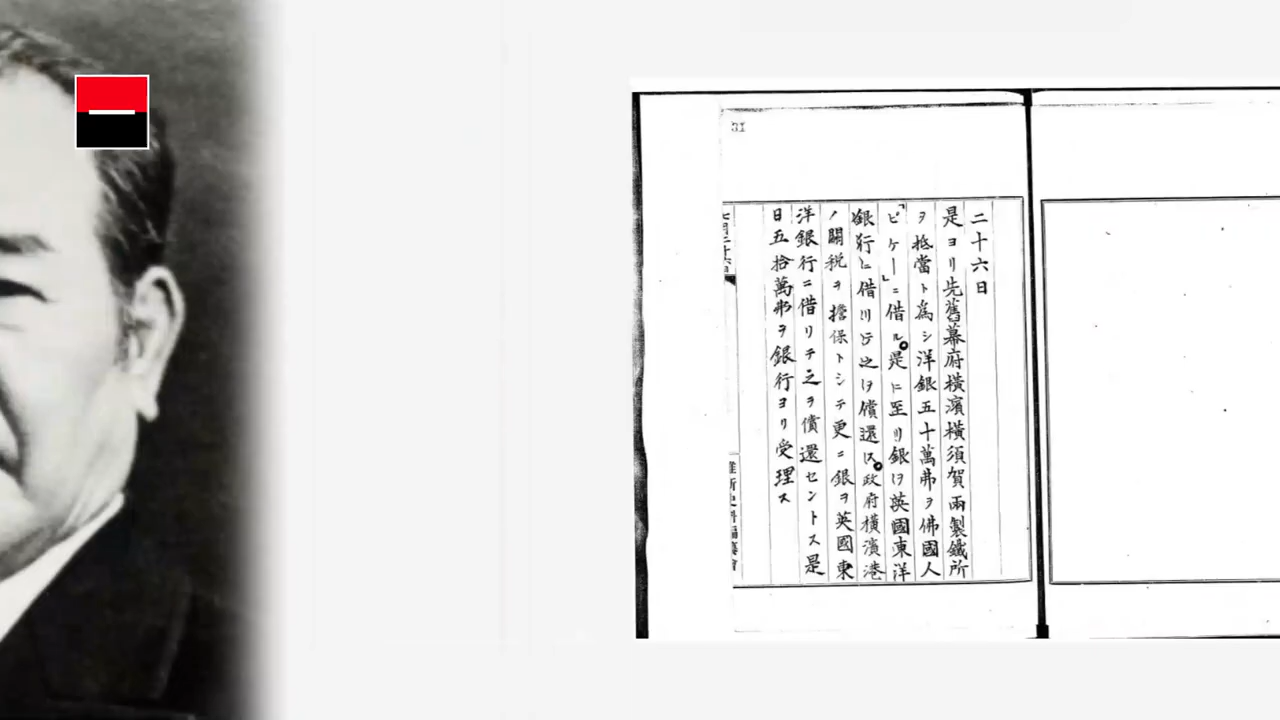 31
二十六日
是ヨリ先舊幕府橫濱橫須賀兩製鐵所
ヲ抵當ト為シ洋銀五十萬弗ヲ佛國人
「ピケー」ニ借ル。是ニ至リ銀ヲ英國東洋
銀行ニ借リ之ヲ償還ス。政府橫濱港
ノ關税ヲ擔保トシテ更ニ銀ヲ英國東
洋銀行ニ借リテ之ヲ償還セントス是
日五拾萬弗ヲ銀行ヨリ受理ス